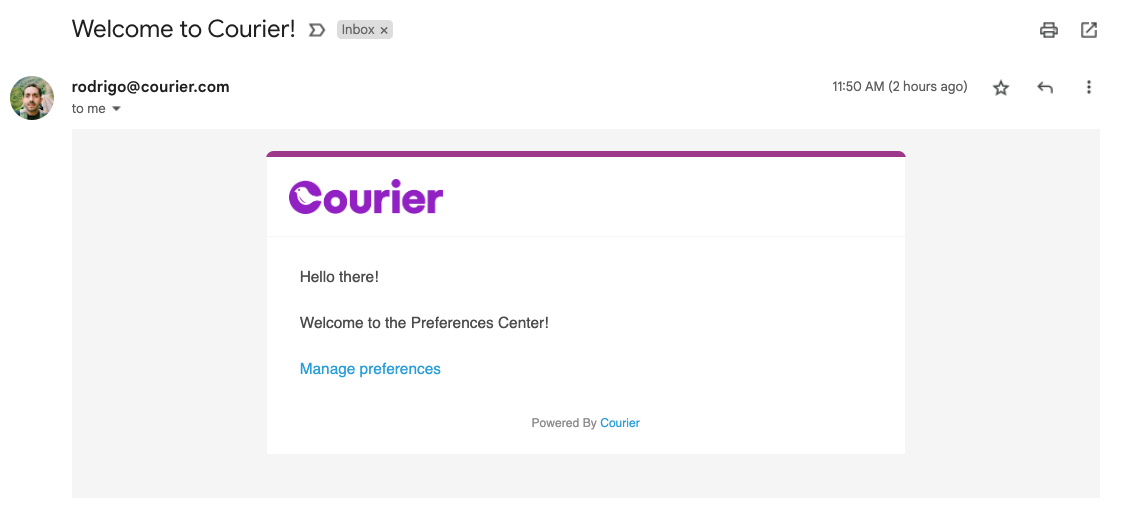 Welcome to Courier!
Inbox ×
rodrigo@courier.com
11:50 AM (2 hours ago)
to me
Courier
Hello there!
Welcome to the Preferences Center!
Manage preferences
Powered By Courier